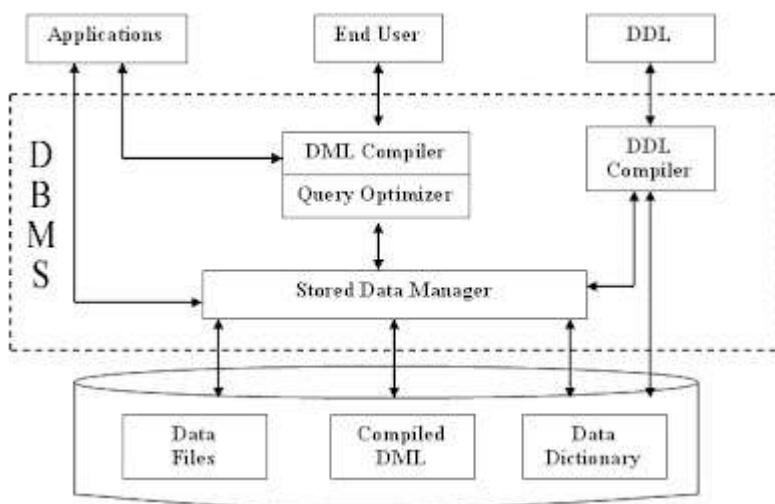 Applications
End User
DDL
DBMS
DML Compiler
Query Optimizer
DDL
Compiler
Stored Data Manager
Data
Files
Compiled
DML
Data
Dictionary